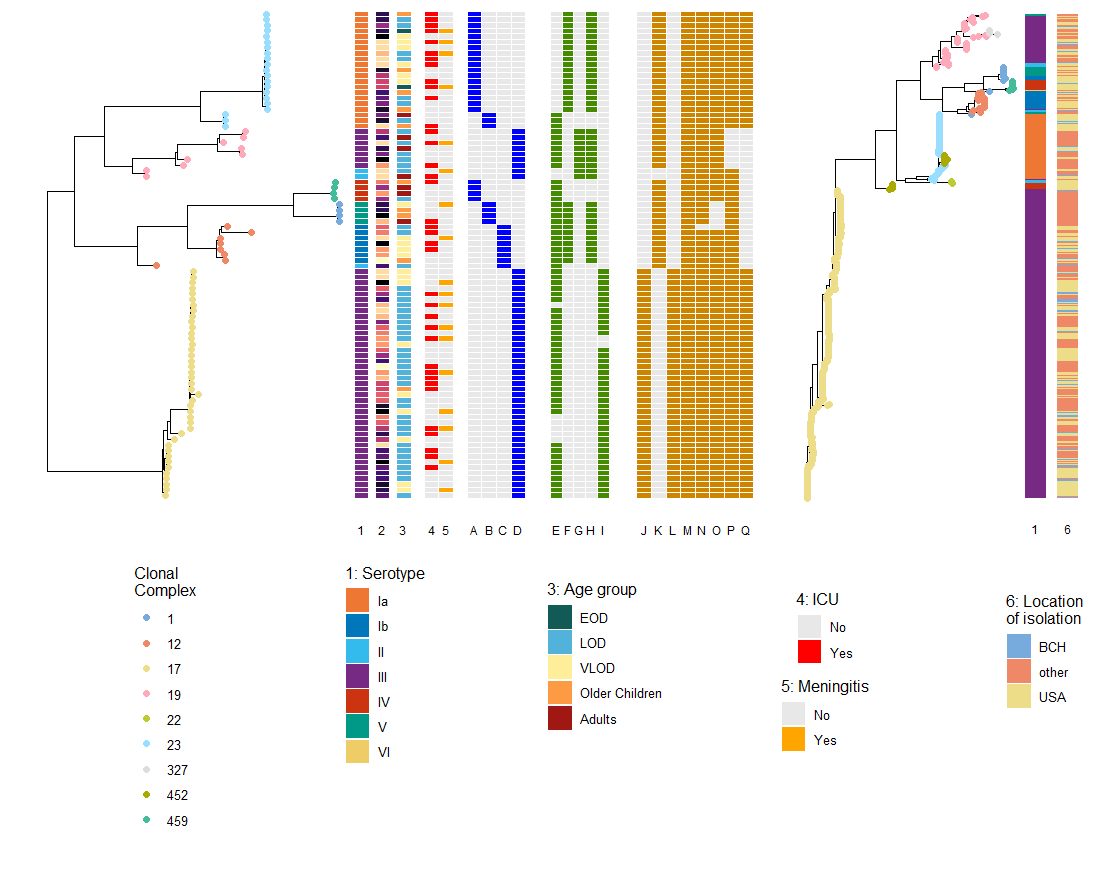 1 2 3 4 5 A B C D E F G H I J K L M N O P Q 1 6
Clonal
Complex
1
12
17
19
22
23
327
452
459
1: Serotype
Ia
Ib
II
III
IV
V
VI
3: Age group
EOD
LOD
VLOD
Older Children
Adults
4: ICU
No
Yes
5: Meningitis
No
Yes
6: Location
of isolation
BCH
other
USA